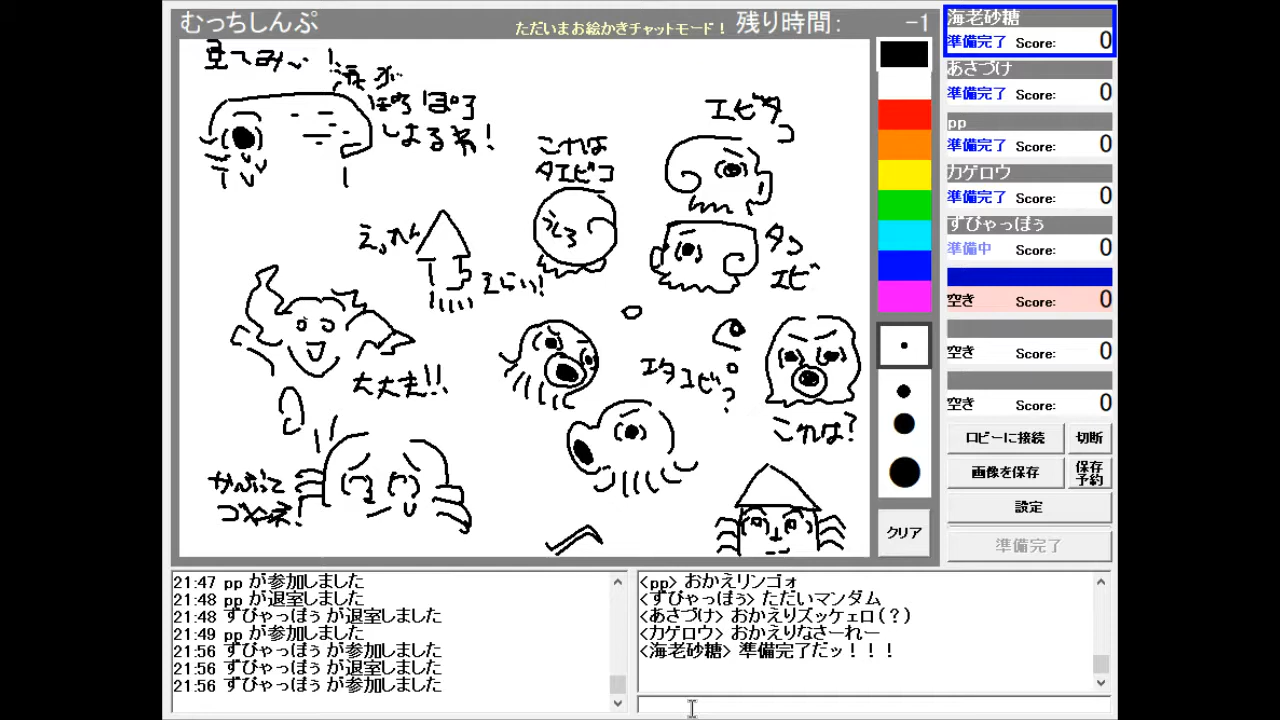 むっちしんぷ
ただいまお絵かきチャットモード！
残り時間：
-1
見てみ〜！
ぽろぽろ
しよるき！
これは
タエビコ
エビタ
コ
うしろ
タコ
エビ
えらい！
大丈夫!!
エタコビ？
これは？
海老砂糖
準備完了 Score: 0
あさづけ
準備完了 Score: 0
pp
準備完了 Score: 0
カゲロウ
準備完了 Score: 0
ずびゃっぽぅ
準備中 Score: 0
空き Score: 0
空き Score: 0
空き Score: 0
ロビーに接続 切断
画像を保存 保存予約
設定
準備完了
クリア
21:47 pp が参加しました
21:48 pp が退室しました
21:48 ずびゃっぽぅ が退室しました
21:49 pp が参加しました
21:56 ずびゃっぽぅ が参加しました
21:56 ずびゃっぽぅ が退室しました
21:56 ずびゃっぽぅ が参加しました
<pp> おかえリンゴォ
<ずびゃっぽぅ> ただいマンダム
<あさづけ> おかえりズッケェロ（？）
<カゲロウ> おかえりなさーれー
<海老砂糖> 準備完了だッ！！！